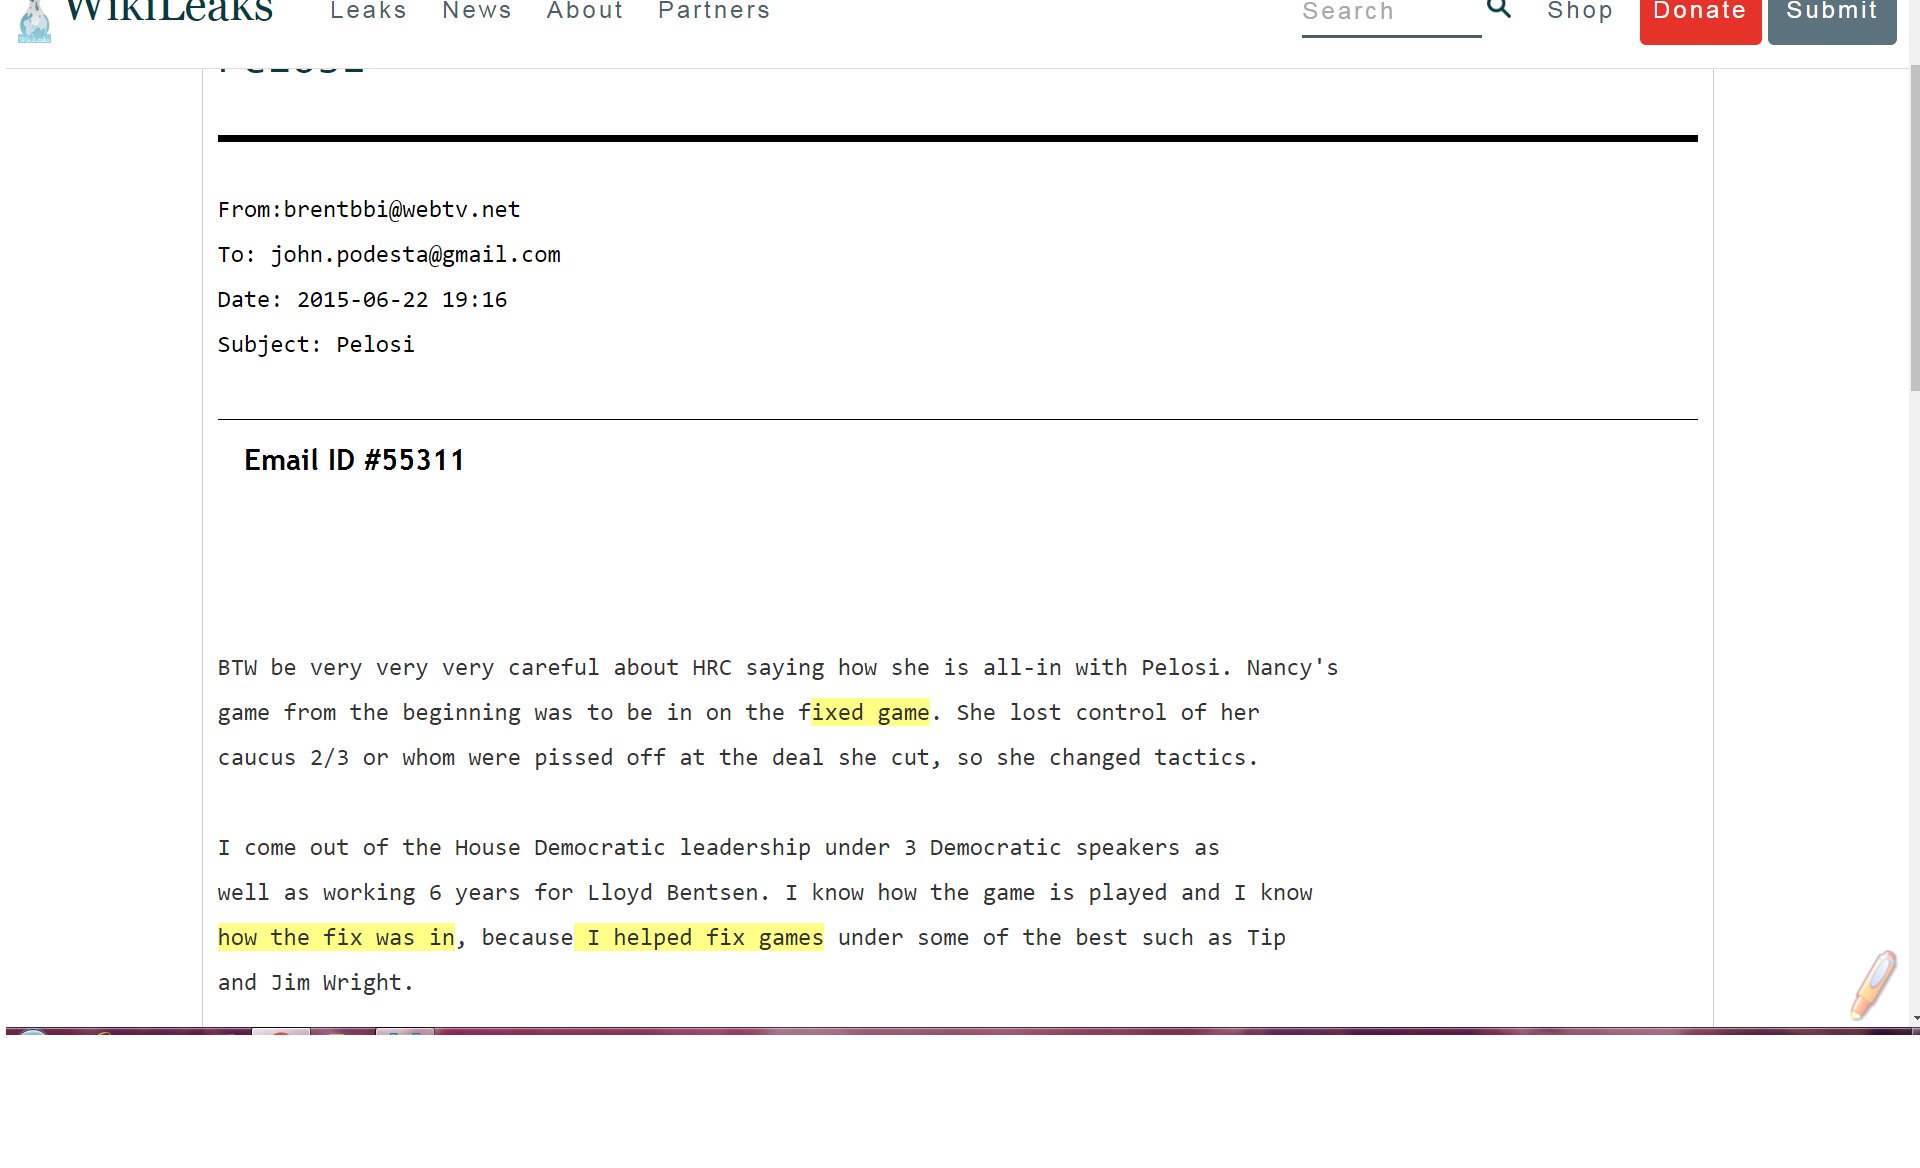 WikiLeaks Leaks News About Partners Search Shop Donate Submit
Pelosi
From:brentbbi@webtv.net
To: john.podesta@gmail.com
Date: 2015-06-22 19:16
Subject: Pelosi
Email ID #55311
BTW be very very very careful about HRC saying how she is all-in with Pelosi. Nancy's
game from the beginning was to be in on the fixed game. She lost control of her
caucus 2/3 or whom were pissed off at the deal she cut, so she changed tactics.
I come out of the House Democratic leadership under 3 Democratic speakers as
well as working 6 years for Lloyd Bentsen. I know how the game is played and I know
how the fix was in, because I helped fix games under some of the best such as Tip
and Jim Wright.